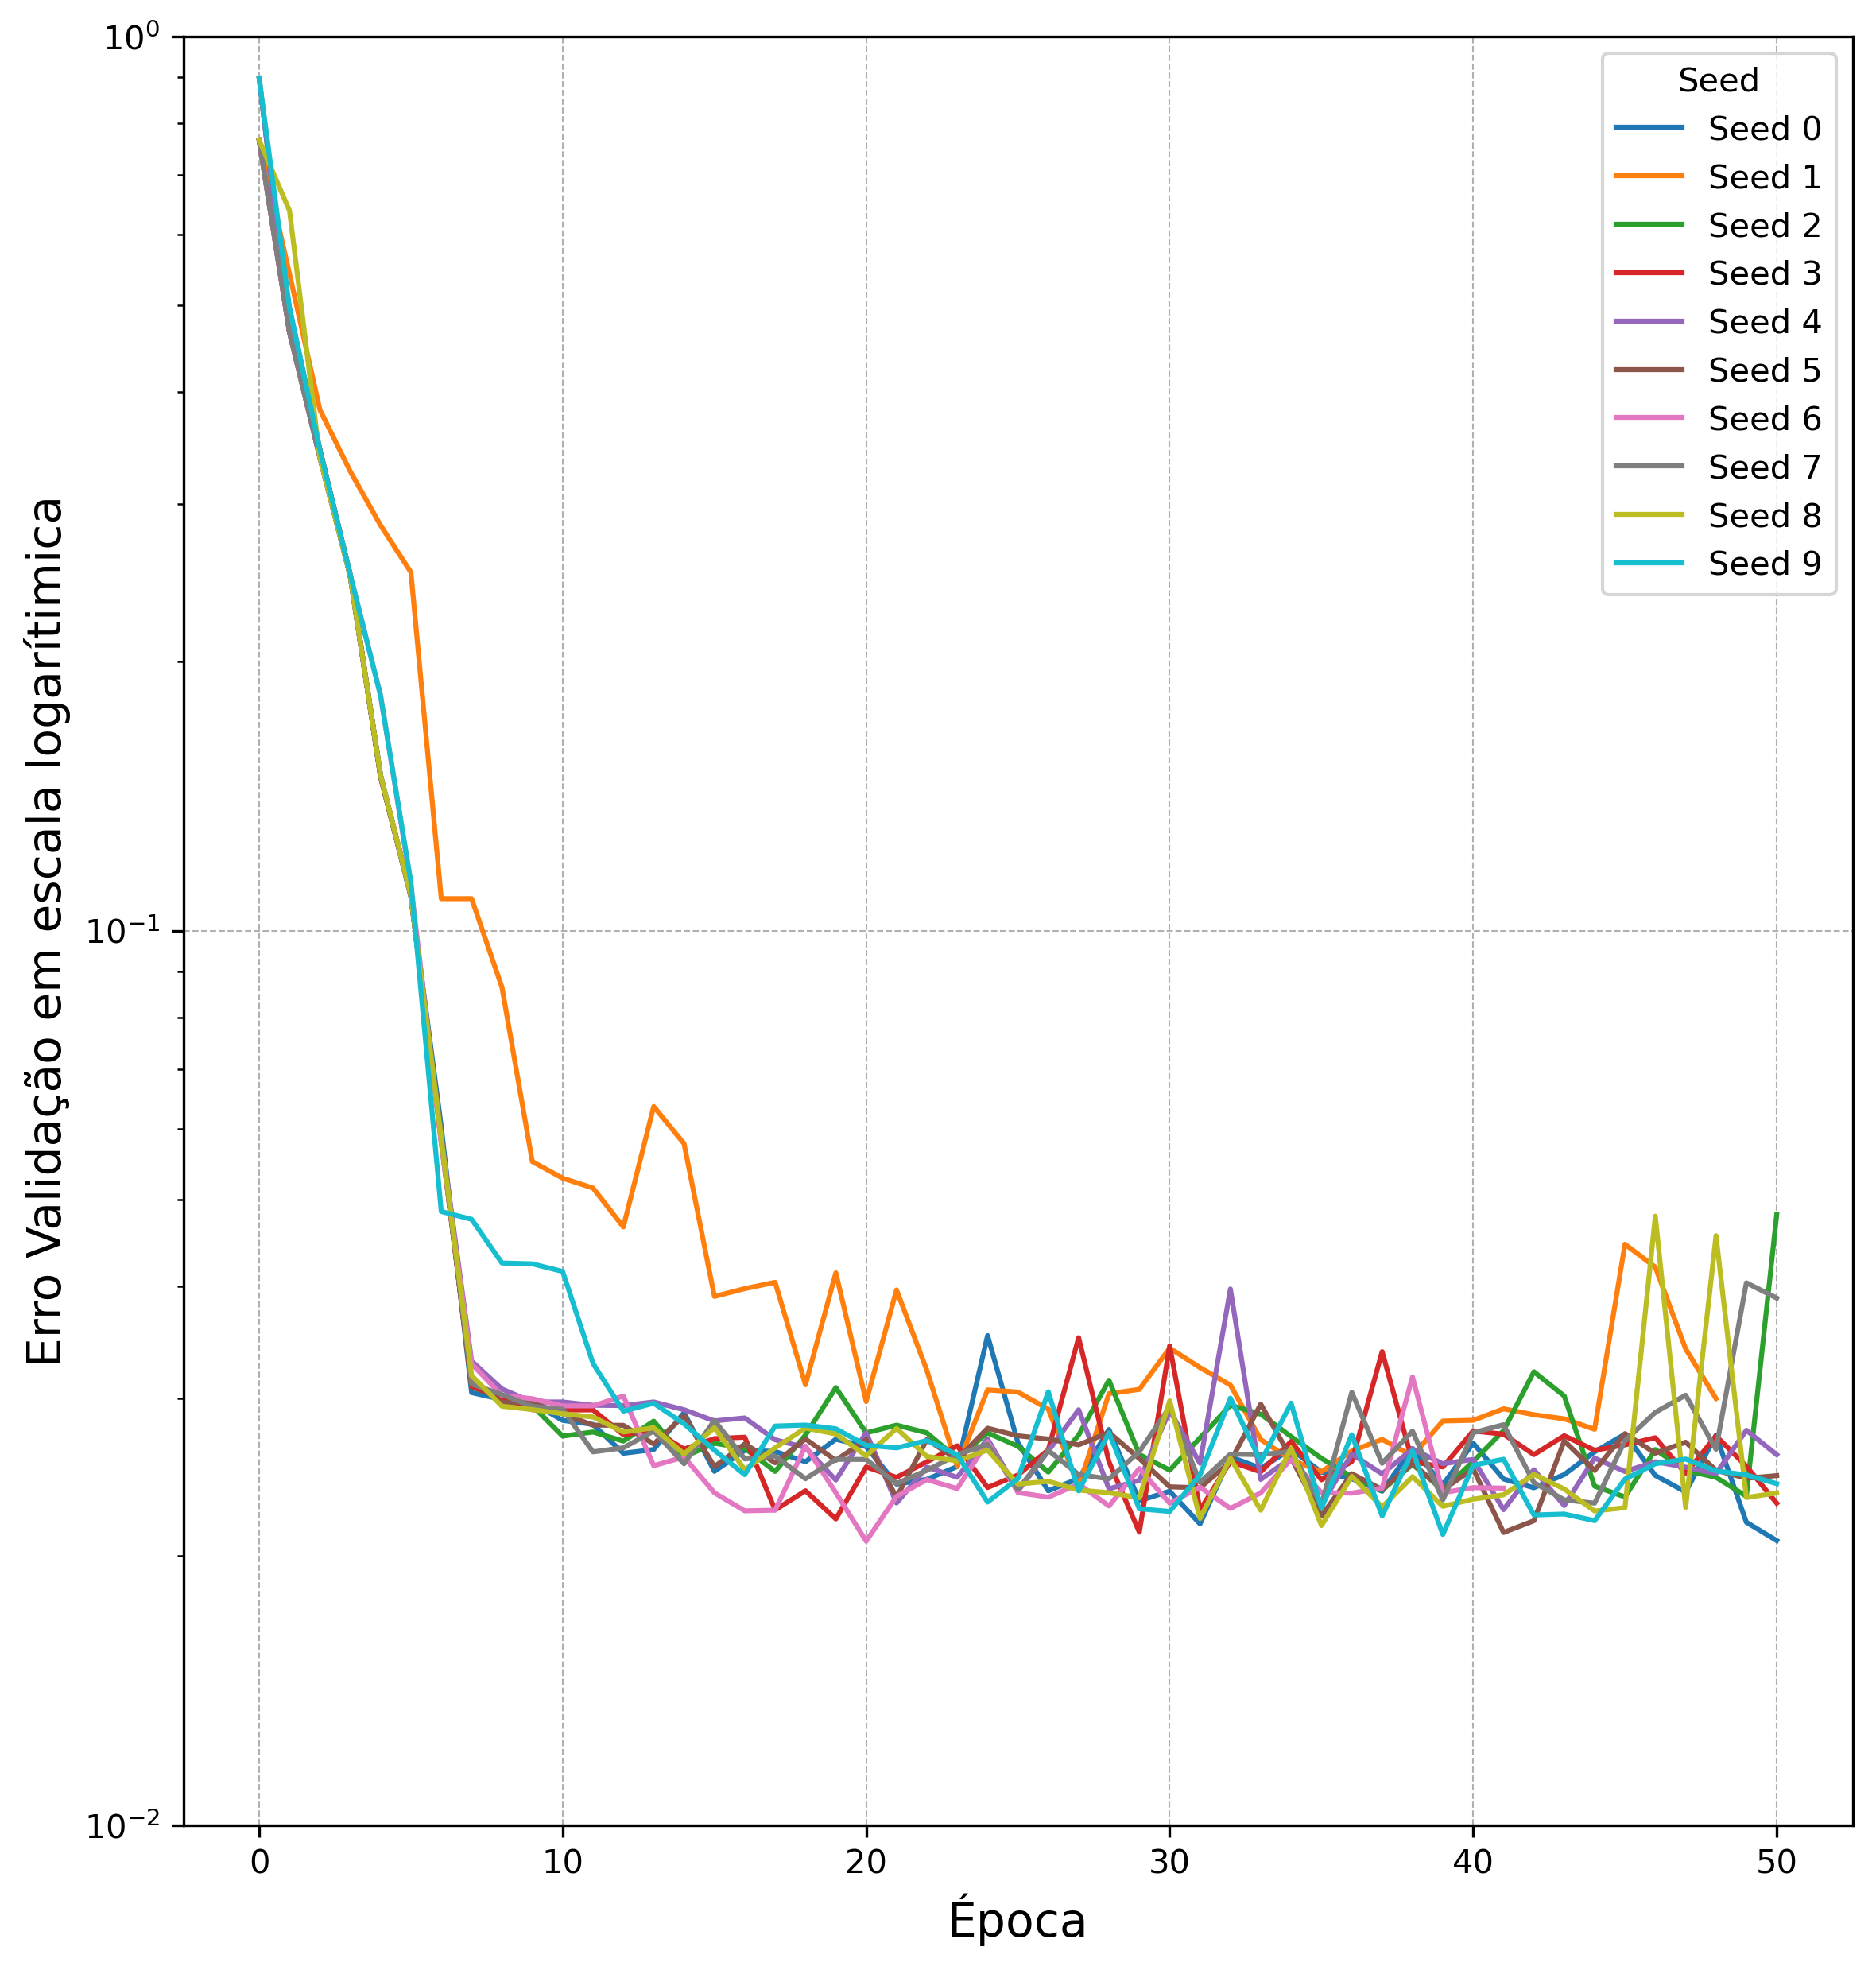 Erro Validação em escala logarítimica
10⁰
10⁻¹
10⁻²
Seed
Seed 0
Seed 1
Seed 2
Seed 3
Seed 4
Seed 5
Seed 6
Seed 7
Seed 8
Seed 9
0 10 20 30 40 50
Época